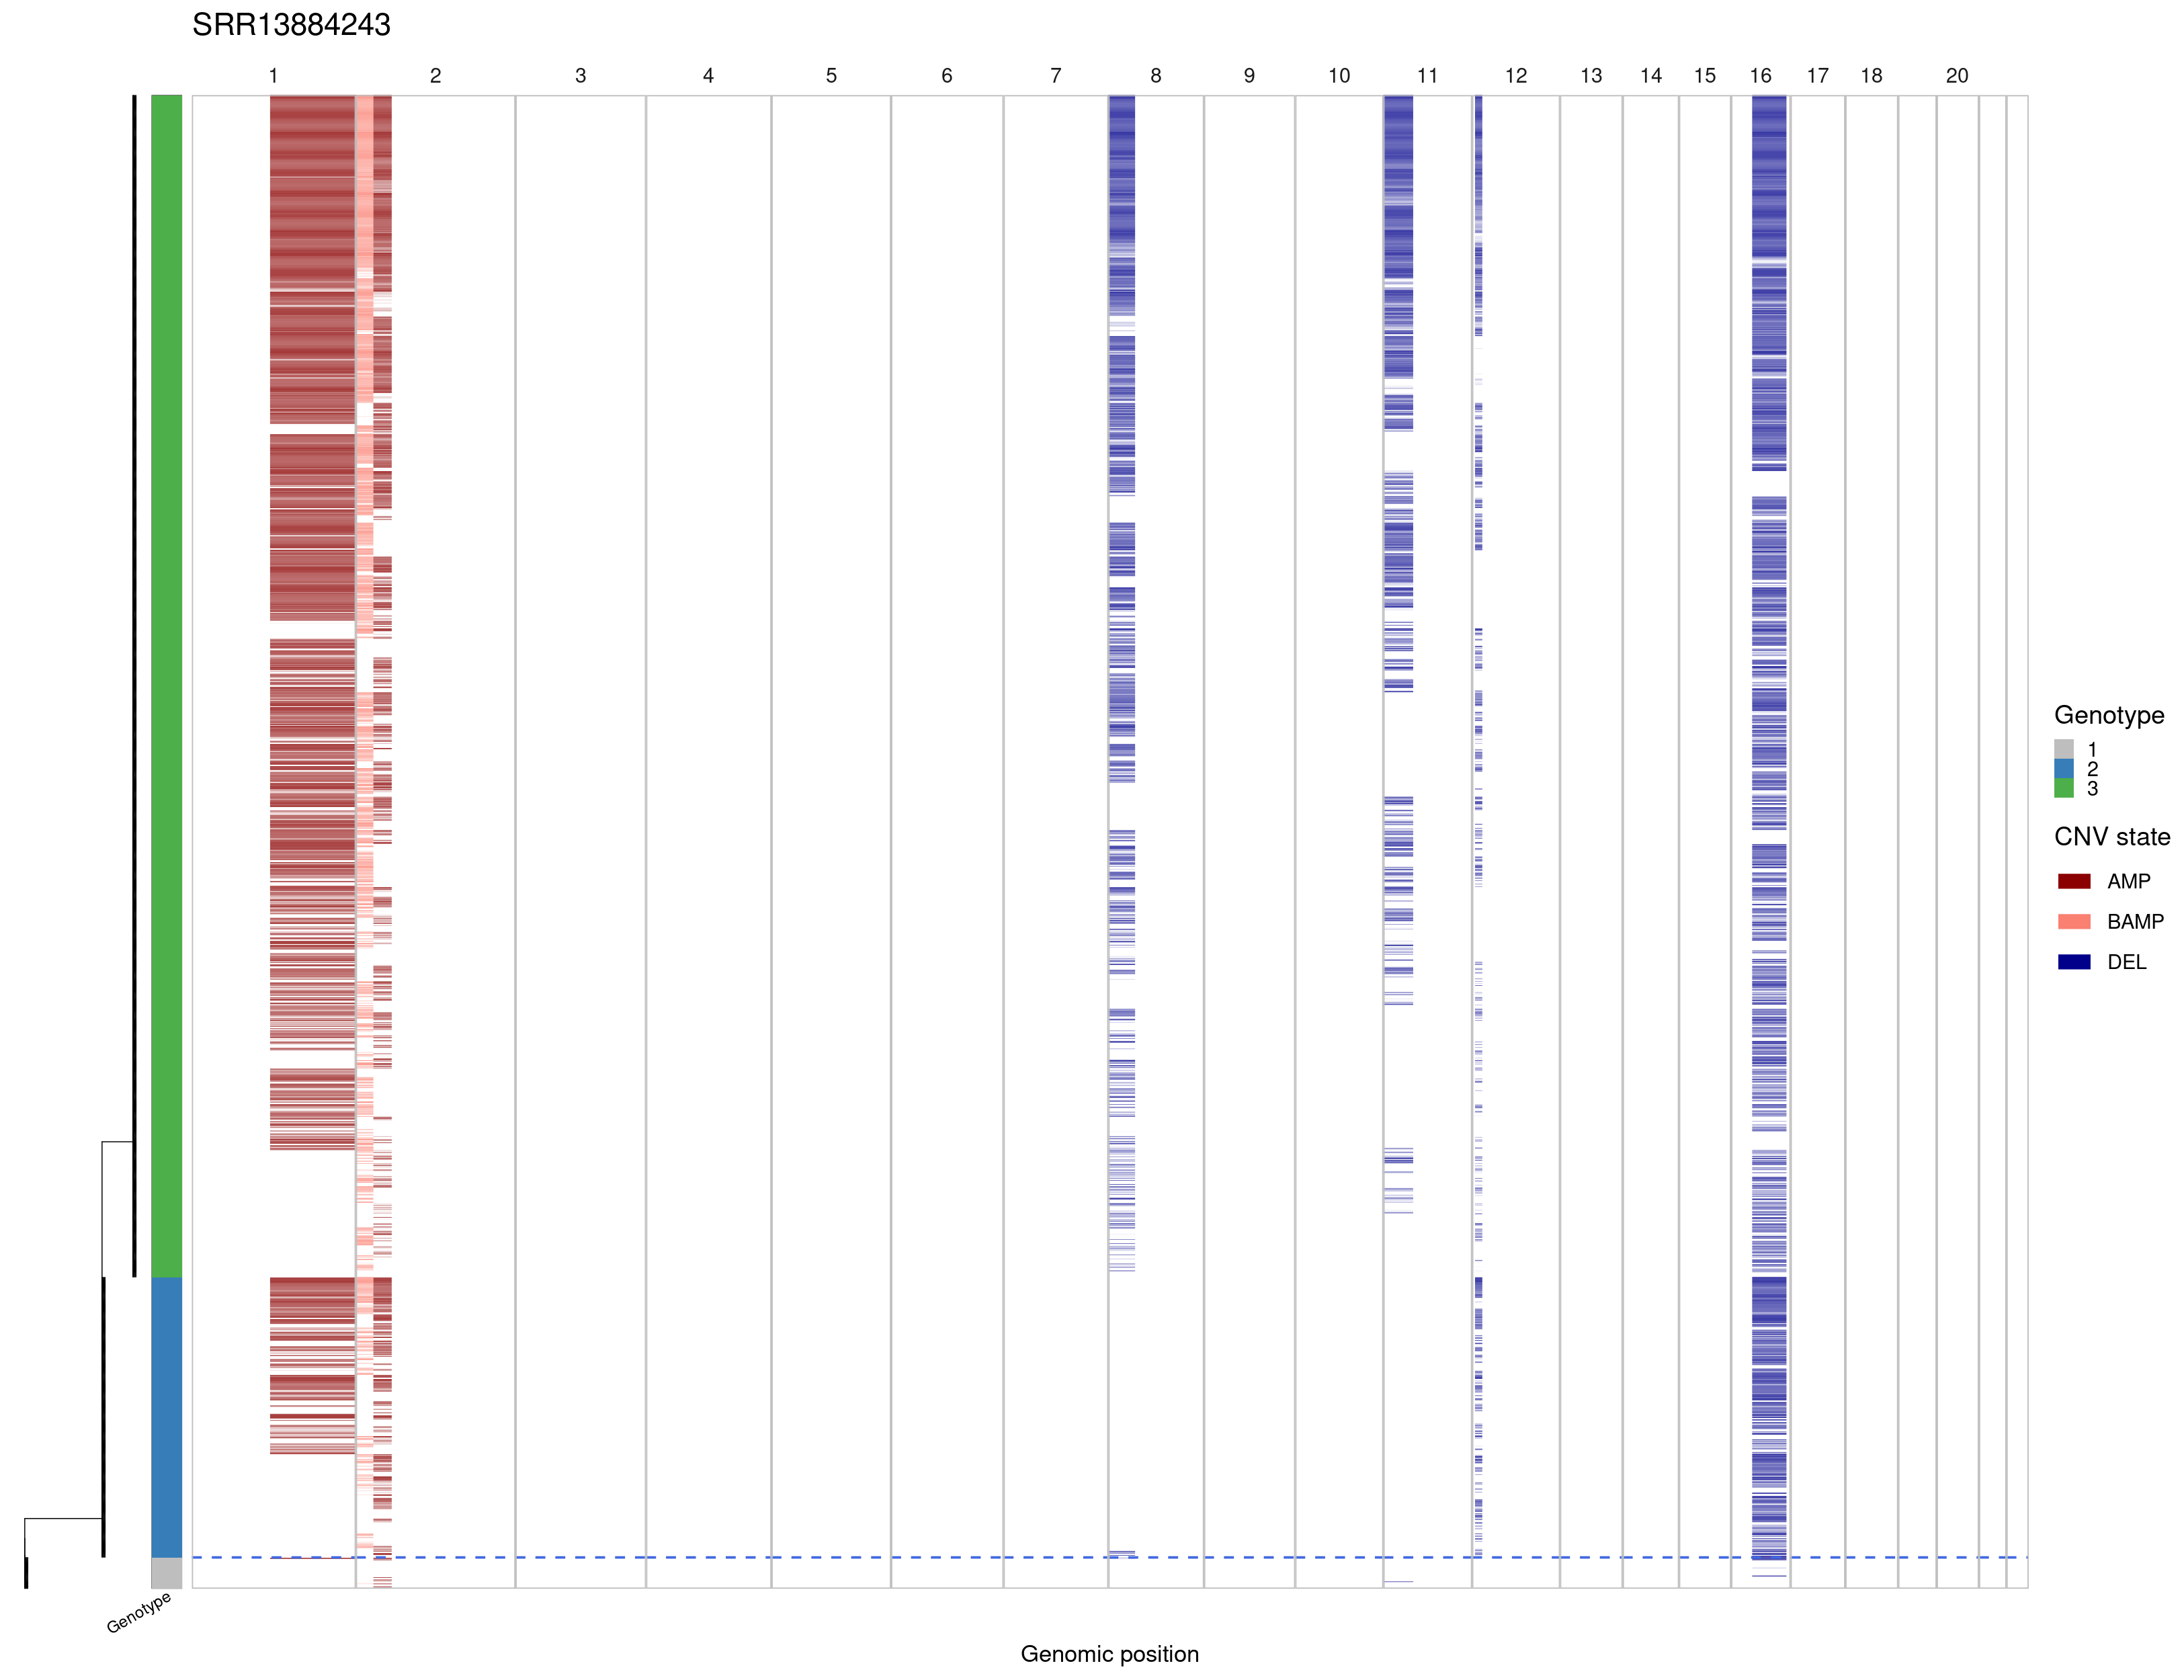 SRR13884243
1 2 3 4 5 6 7 8 9 10 11 12 13 14 15 16 17 18 20
Genotype
1
2
3
CNV state
AMP
BAMP
DEL
Genotype
Genomic position